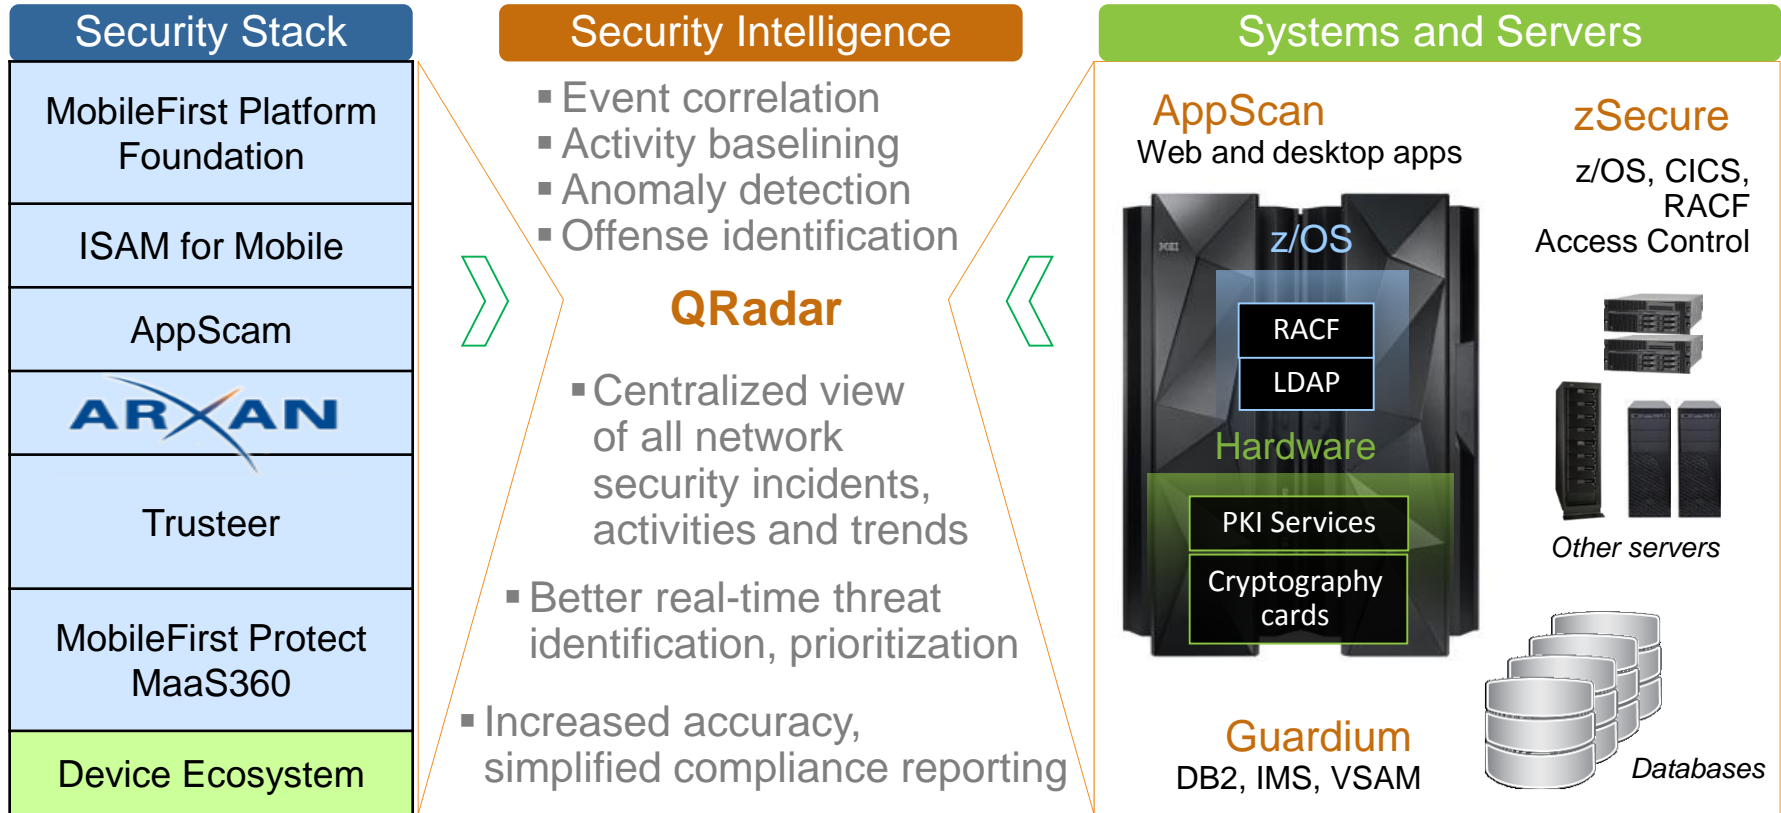 Security Stack
MobileFirst Platform
Foundation
ISAM for Mobile
AppScam
ARXAN
Trusteer
MobileFirst Protect
MaaS360
Device Ecosystem
Security Intelligence
▪ Event correlation
▪ Activity baselining
▪ Anomaly detection
▪ Offense identification
QRadar
▪ Centralized view
of all network
security incidents,
activities and trends
▪ Better real-time threat
identification, prioritization
▪ Increased accuracy,
simplified compliance reporting
Systems and Servers
AppScan
Web and desktop apps
z/OS
RACF
LDAP
Hardware
PKI Services
Cryptography
cards
zSecure
z/OS, CICS,
RACF
Access Control
Other servers
Guardium
DB2, IMS, VSAM
Databases